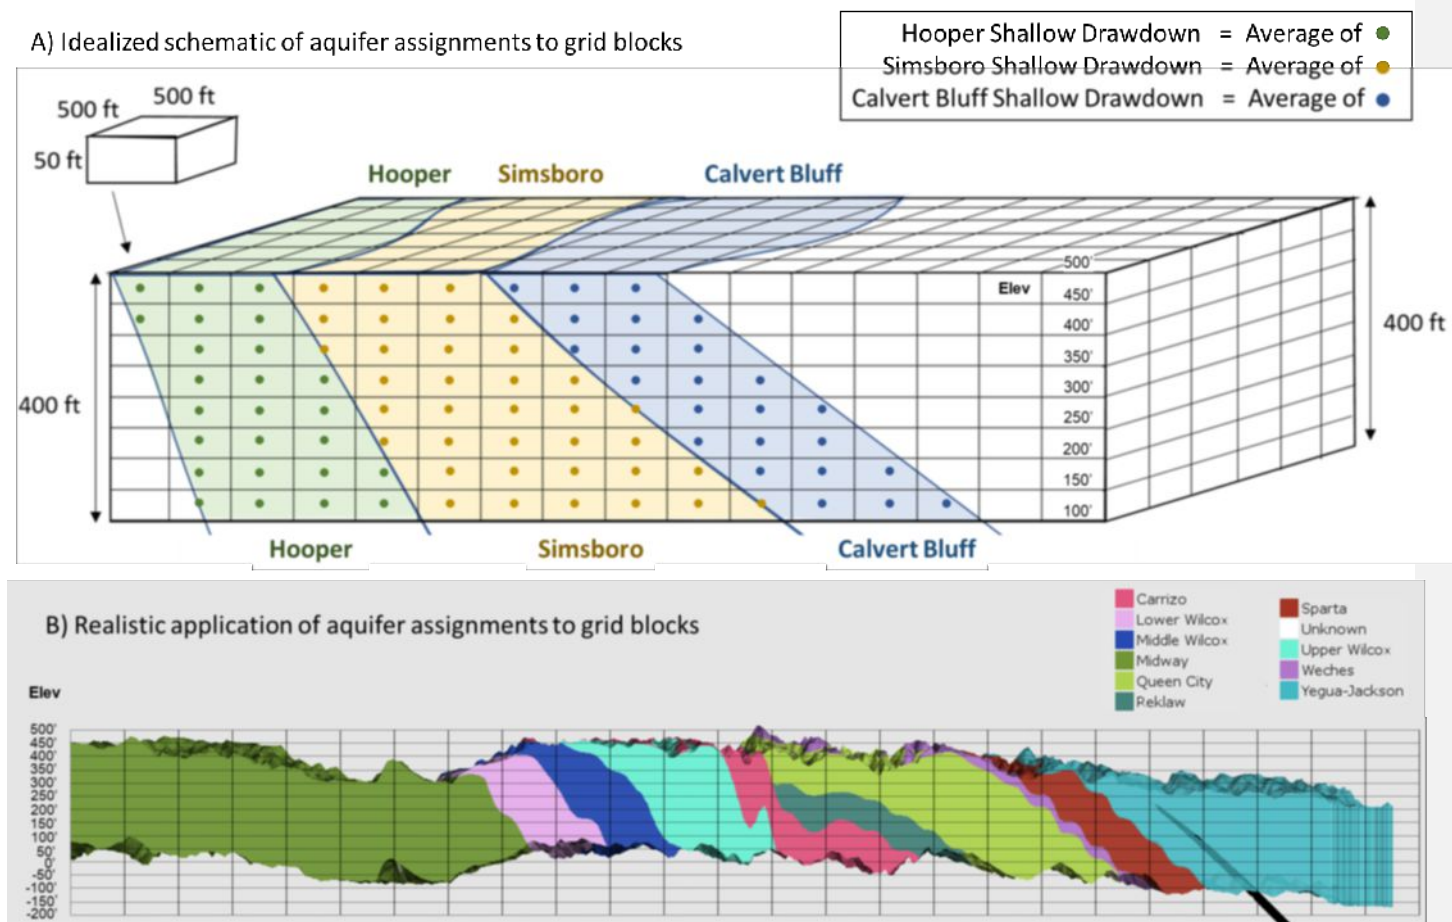 A) Idealized schematic of aquifer assignments to grid blocks
Hooper Shallow Drawdown = Average of
Simsboro Shallow Drawdown = Average of
Calvert Bluff Shallow Drawdown = Average of
500 ft
500 ft
50 ft
Hooper
Simsboro
Calvert Bluff
500'
Elev
450'
400'
350'
300'
250'
200'
150'
100'
400 ft
400 ft
Hooper
Simsboro
Calvert Bluff
B) Realistic application of aquifer assignments to grid blocks
Carrizo
Lower Wilcox
Middle Wilcox
Midway
Queen City
Reklaw
Sparta
Unknown
Upper Wilcox
Weches
Yegua-Jackson
Elev
500'
450'
400'
350'
300'
250'
200'
150'
100'
50'
0'
-50'
-100'
-150'
-200'